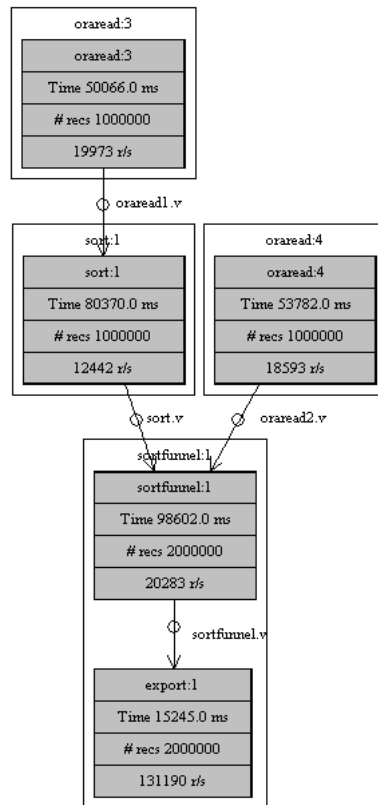 oraread:3
oraread:3
Time 50066.0 ms
# recs 1000000
19973 r/s
oraread1.v
sort:1
sort:1
Time 80370.0 ms
# recs 1000000
12442 r/s
oraread:4
oraread:4
Time 53782.0 ms
# recs 1000000
18593 r/s
sort.v
oraread2.v
sortfunnel:1
sortfunnel:1
Time 98602.0 ms
# recs 2000000
20283 r/s
sortfunnel.v
export:1
Time 15245.0 ms
# recs 2000000
131190 r/s